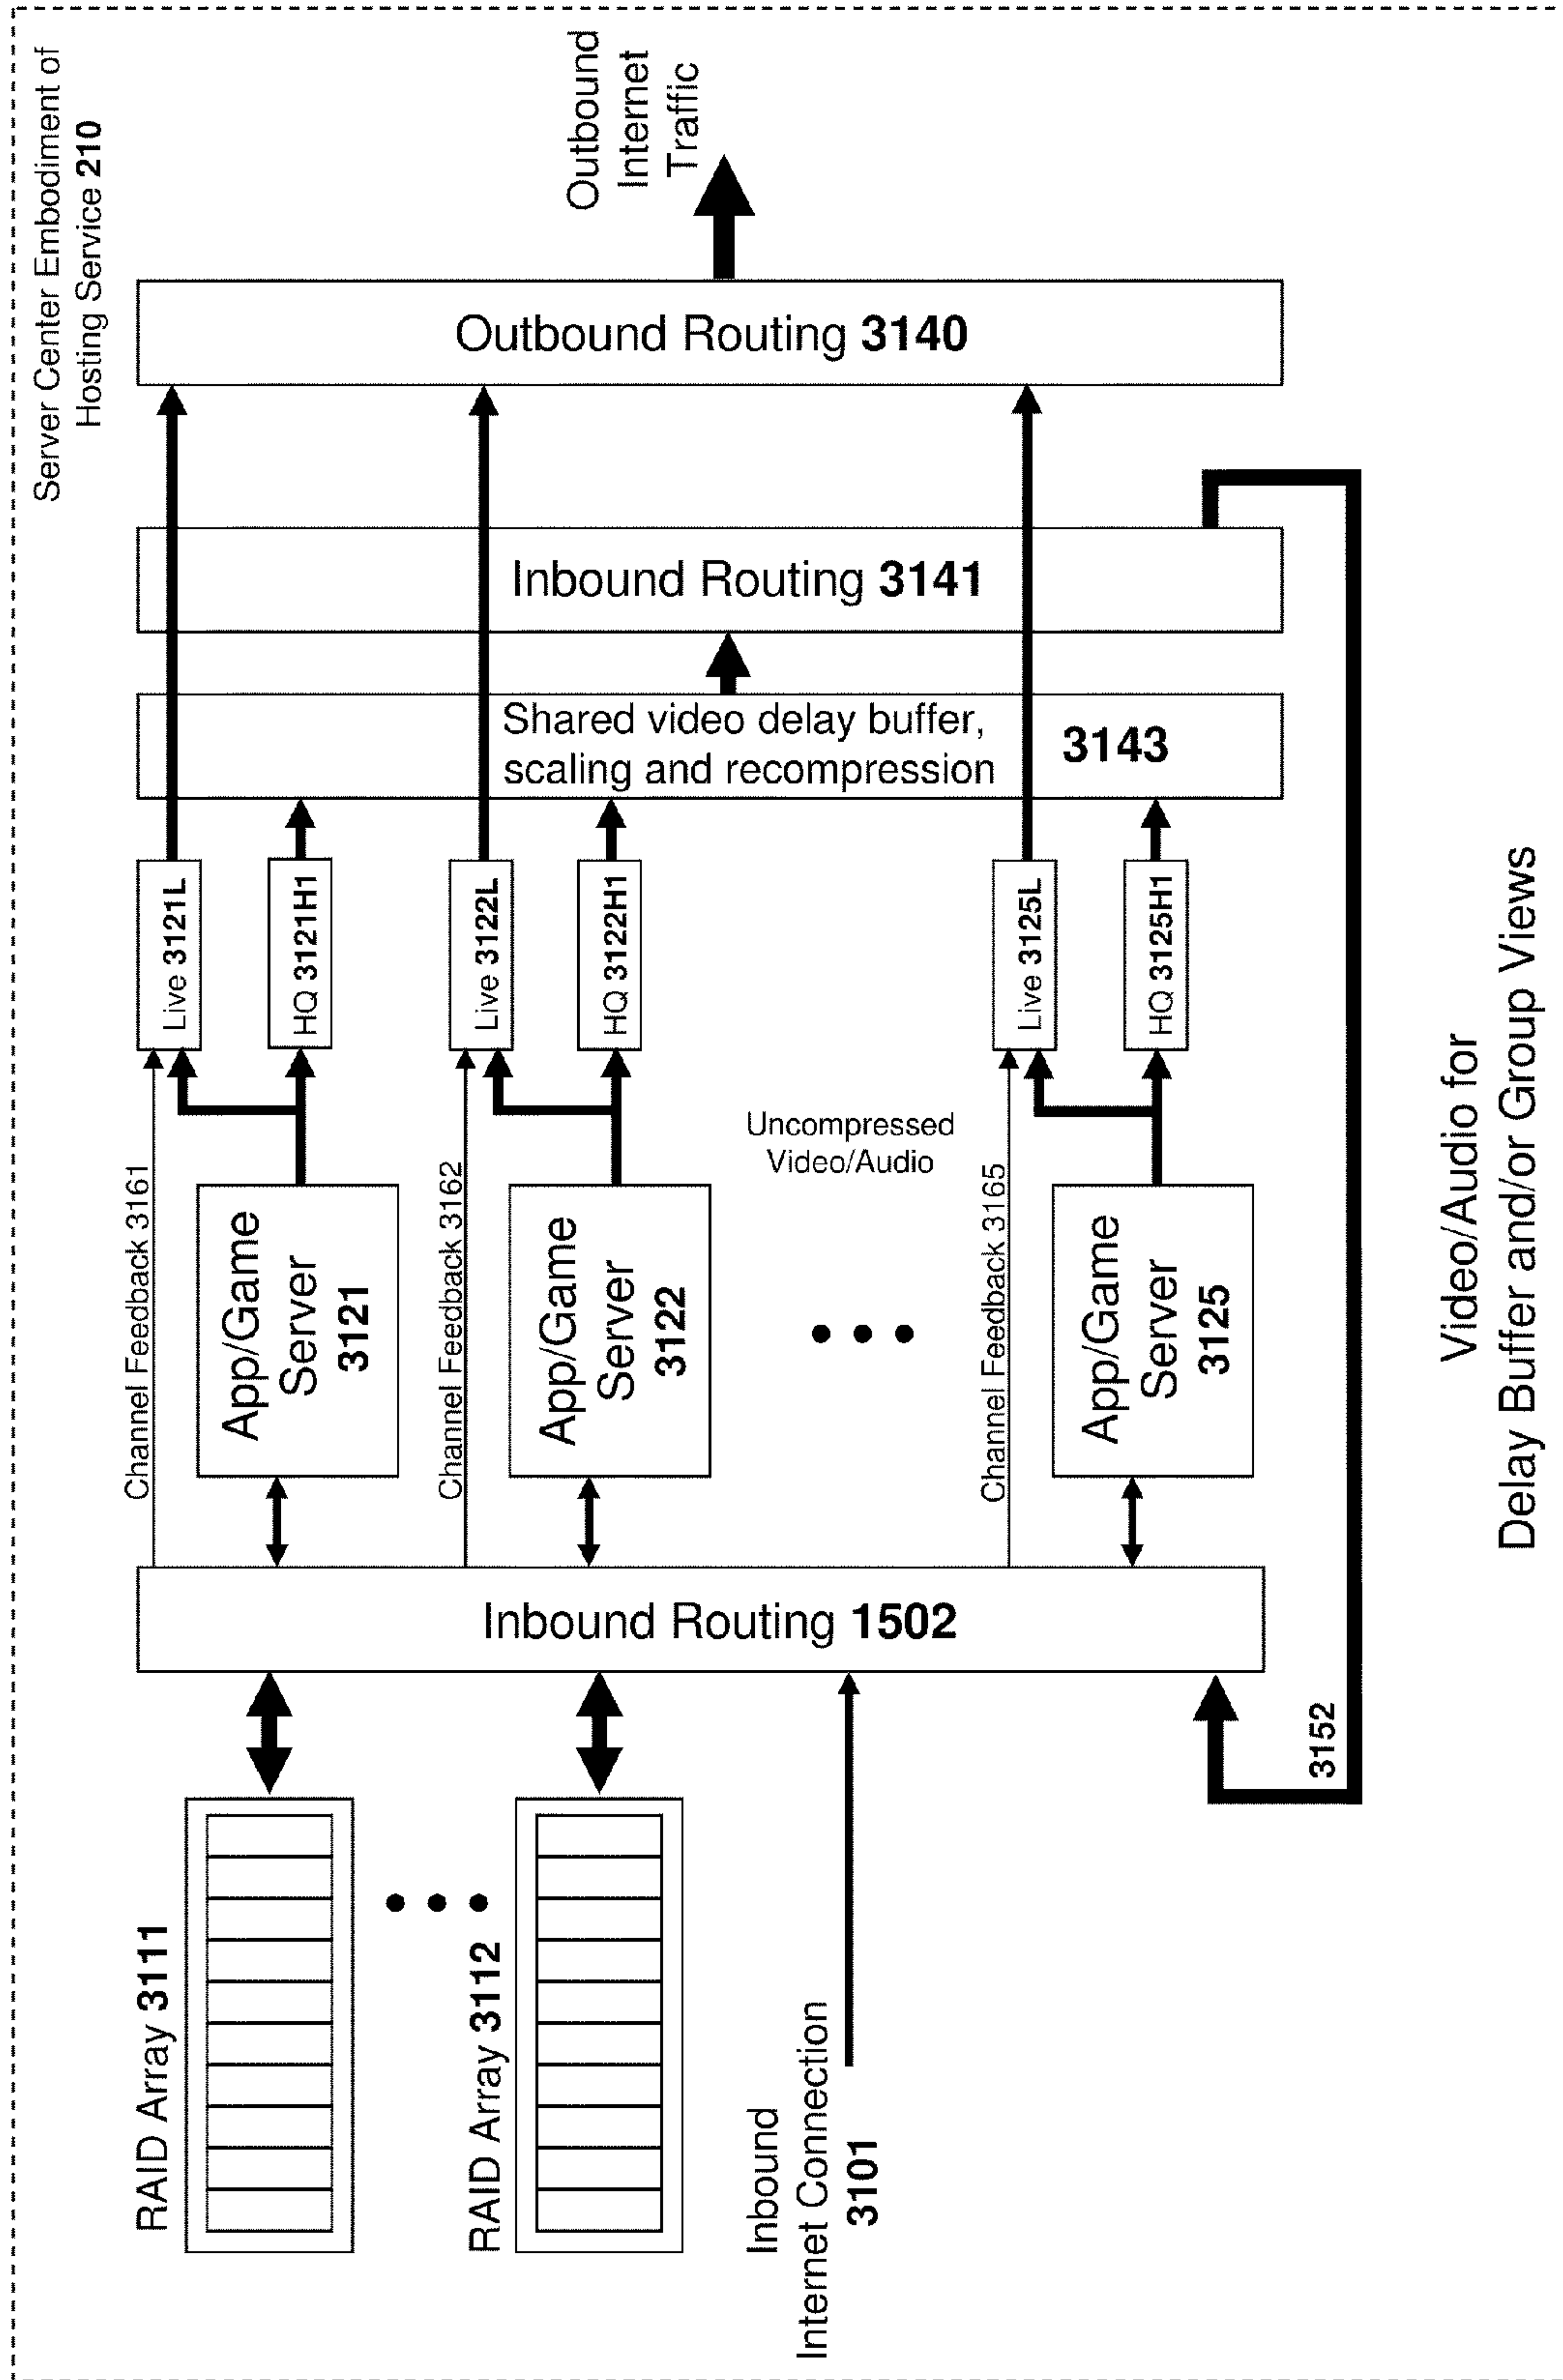 Server Center Embodiment of
Hosting Service 210
RAID Array 3111
RAID Array 3112
Inbound
Internet Connection
3101
Inbound Routing 1502
3152
Channel Feedback 3161
App/Game
Server
3121
Channel Feedback 3162
App/Game
Server
3122
Uncompressed
Video/Audio
Channel Feedback 3165
App/Game
Server
3125
Live 3121L
HQ 3121H1
Live 3122L
HQ 3122H1
Live 3125L
HQ 3125H1
Shared video delay buffer,
scaling and recompression
3143
Inbound Routing 3141
Outbound Routing 3140
Outbound
Internet
Traffic
Video/Audio for
Delay Buffer and/or Group Views